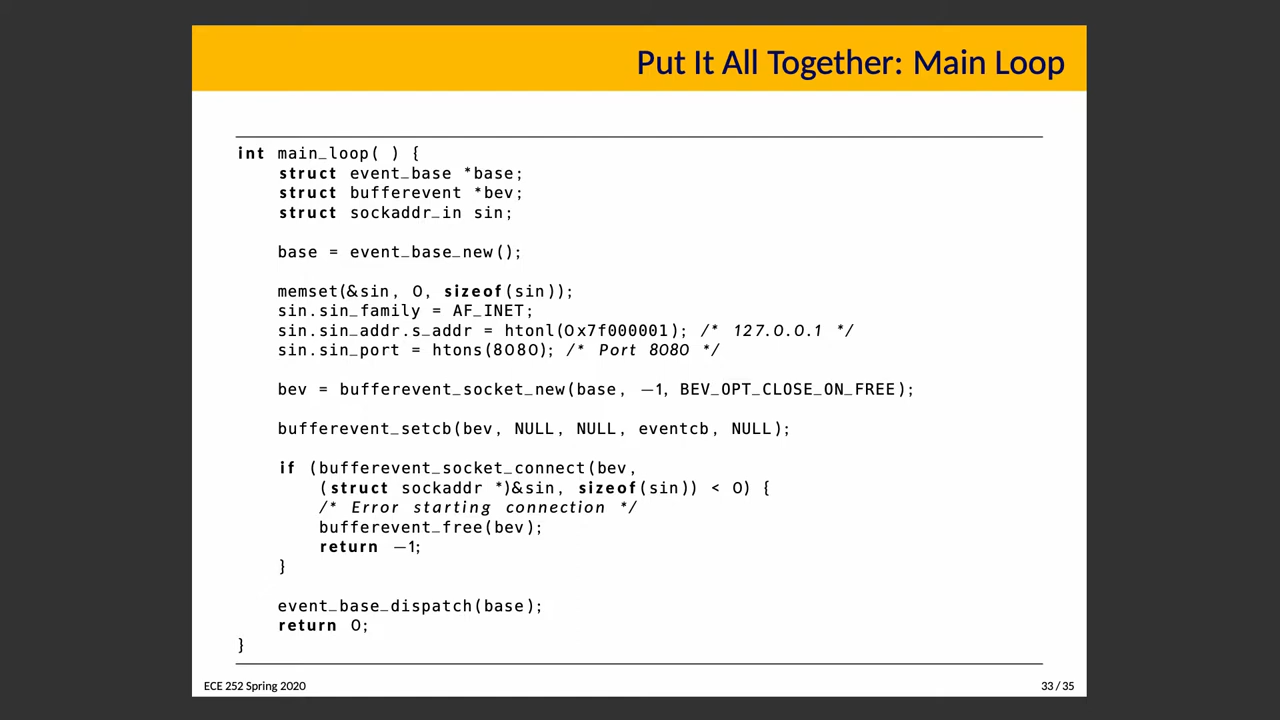 Put It All Together: Main Loop
int main_loop( ) {
    struct event_base *base;
    struct bufferevent *bev;
    struct sockaddr_in sin;
    base = event_base_new();
    memset(&sin, 0, sizeof(sin));
    sin.sin_family = AF_INET;
    sin.sin_addr.s_addr = htonl(0x7f000001); /* 127.0.0.1 */
    sin.sin_port = htons(8080); /* Port 8080 */
    bev = bufferevent_socket_new(base, −1, BEV_OPT_CLOSE_ON_FREE);
    bufferevent_setcb(bev, NULL, NULL, eventcb, NULL);
    if (bufferevent_socket_connect(bev,
        (struct sockaddr *)&sin, sizeof(sin)) < 0) {
        /* Error starting connection */
        bufferevent_free(bev);
        return −1;
    }
    event_base_dispatch(base);
    return 0;
}
ECE 252 Spring 2020
33 / 35